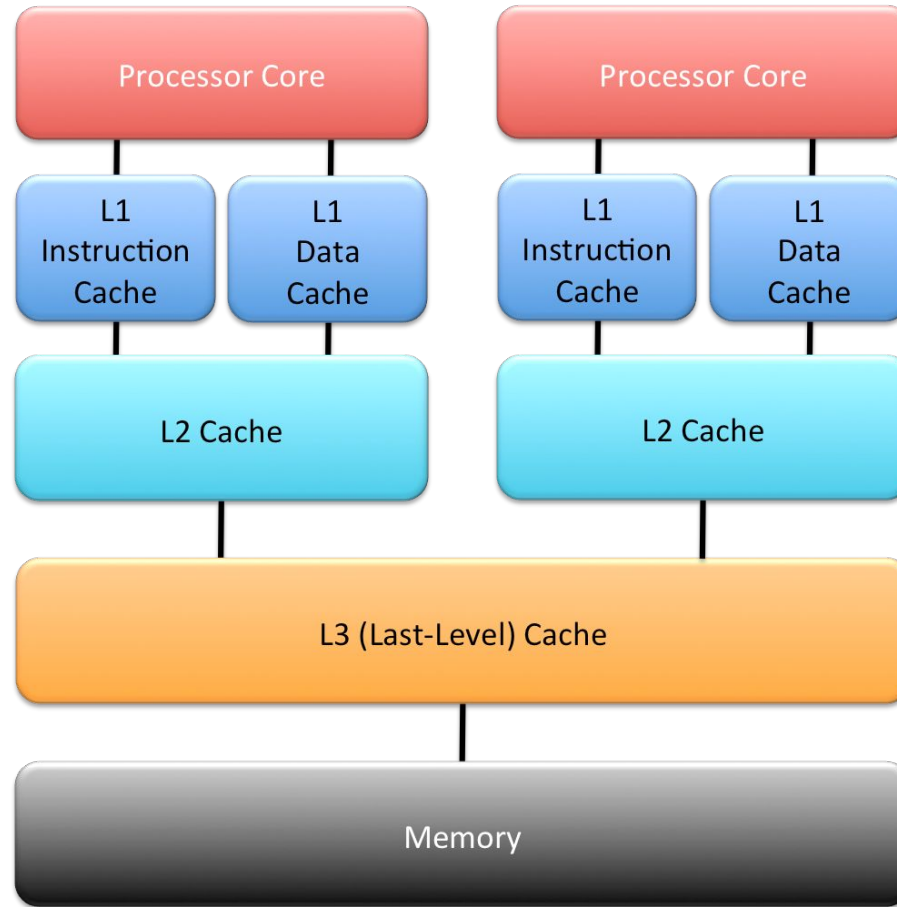 Processor Core
Processor Core
L1
Instruction
Cache
L1
Data
Cache
L1
Instruction
Cache
L1
Data
Cache
L2 Cache
L2 Cache
L3 (Last-Level) Cache
Memory